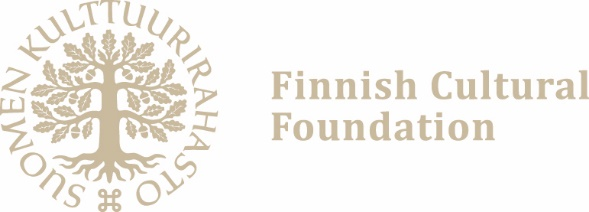 SUOMEN KULTTUURIRAHASTO
Finnish Cultural
Foundation